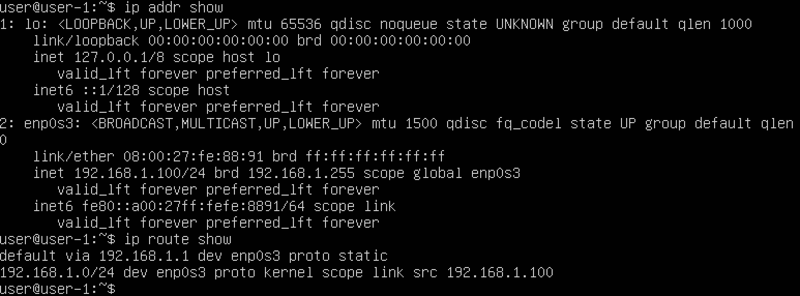 user@user-1:~$ ip addr show
1: lo: <LOOPBACK,UP,LOWER_UP> mtu 65536 qdisc noqueue state UNKNOWN group default qlen 1000
    link/loopback 00:00:00:00:00:00 brd 00:00:00:00:00:00
    inet 127.0.0.1/8 scope host lo
       valid_lft forever preferred_lft forever
    inet6 ::1/128 scope host
       valid_lft forever preferred_lft forever
2: enp0s3: <BROADCAST,MULTICAST,UP,LOWER_UP> mtu 1500 qdisc fq_codel state UP group default qlen
0
    link/ether 08:00:27:fe:88:91 brd ff:ff:ff:ff:ff:ff
    inet 192.168.1.100/24 brd 192.168.1.255 scope global enp0s3
       valid_lft forever preferred_lft forever
    inet6 fe80::a00:27ff:fefe:8891/64 scope link
       valid_lft forever preferred_lft forever
user@user-1:~$ ip route show
default via 192.168.1.1 dev enp0s3 proto static
192.168.1.0/24 dev enp0s3 proto kernel scope link src 192.168.1.100
user@user-1:~$